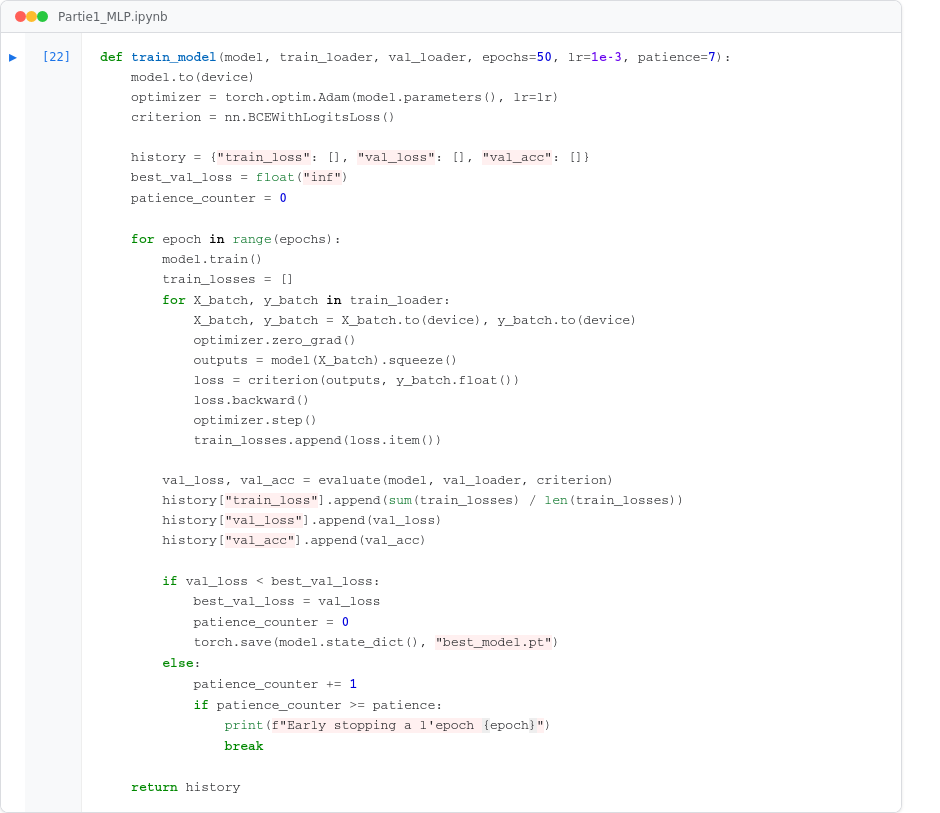 Partie1_MLP.ipynb
▶ [22] def train_model(model, train_loader, val_loader, epochs=50, lr=1e-3, patience=7):
    model.to(device)
    optimizer = torch.optim.Adam(model.parameters(), lr=lr)
    criterion = nn.BCEWithLogitsLoss()

    history = {"train_loss": [], "val_loss": [], "val_acc": []}
    best_val_loss = float("inf")
    patience_counter = 0

    for epoch in range(epochs):
        model.train()
        train_losses = []
        for X_batch, y_batch in train_loader:
            X_batch, y_batch = X_batch.to(device), y_batch.to(device)
            optimizer.zero_grad()
            outputs = model(X_batch).squeeze()
            loss = criterion(outputs, y_batch.float())
            loss.backward()
            optimizer.step()
            train_losses.append(loss.item())

        val_loss, val_acc = evaluate(model, val_loader, criterion)
        history["train_loss"].append(sum(train_losses) / len(train_losses))
        history["val_loss"].append(val_loss)
        history["val_acc"].append(val_acc)

        if val_loss < best_val_loss:
            best_val_loss = val_loss
            patience_counter = 0
            torch.save(model.state_dict(), "best_model.pt")
        else:
            patience_counter += 1
            if patience_counter >= patience:
                print(f"Early stopping a l'epoch {epoch}")
                break

    return history